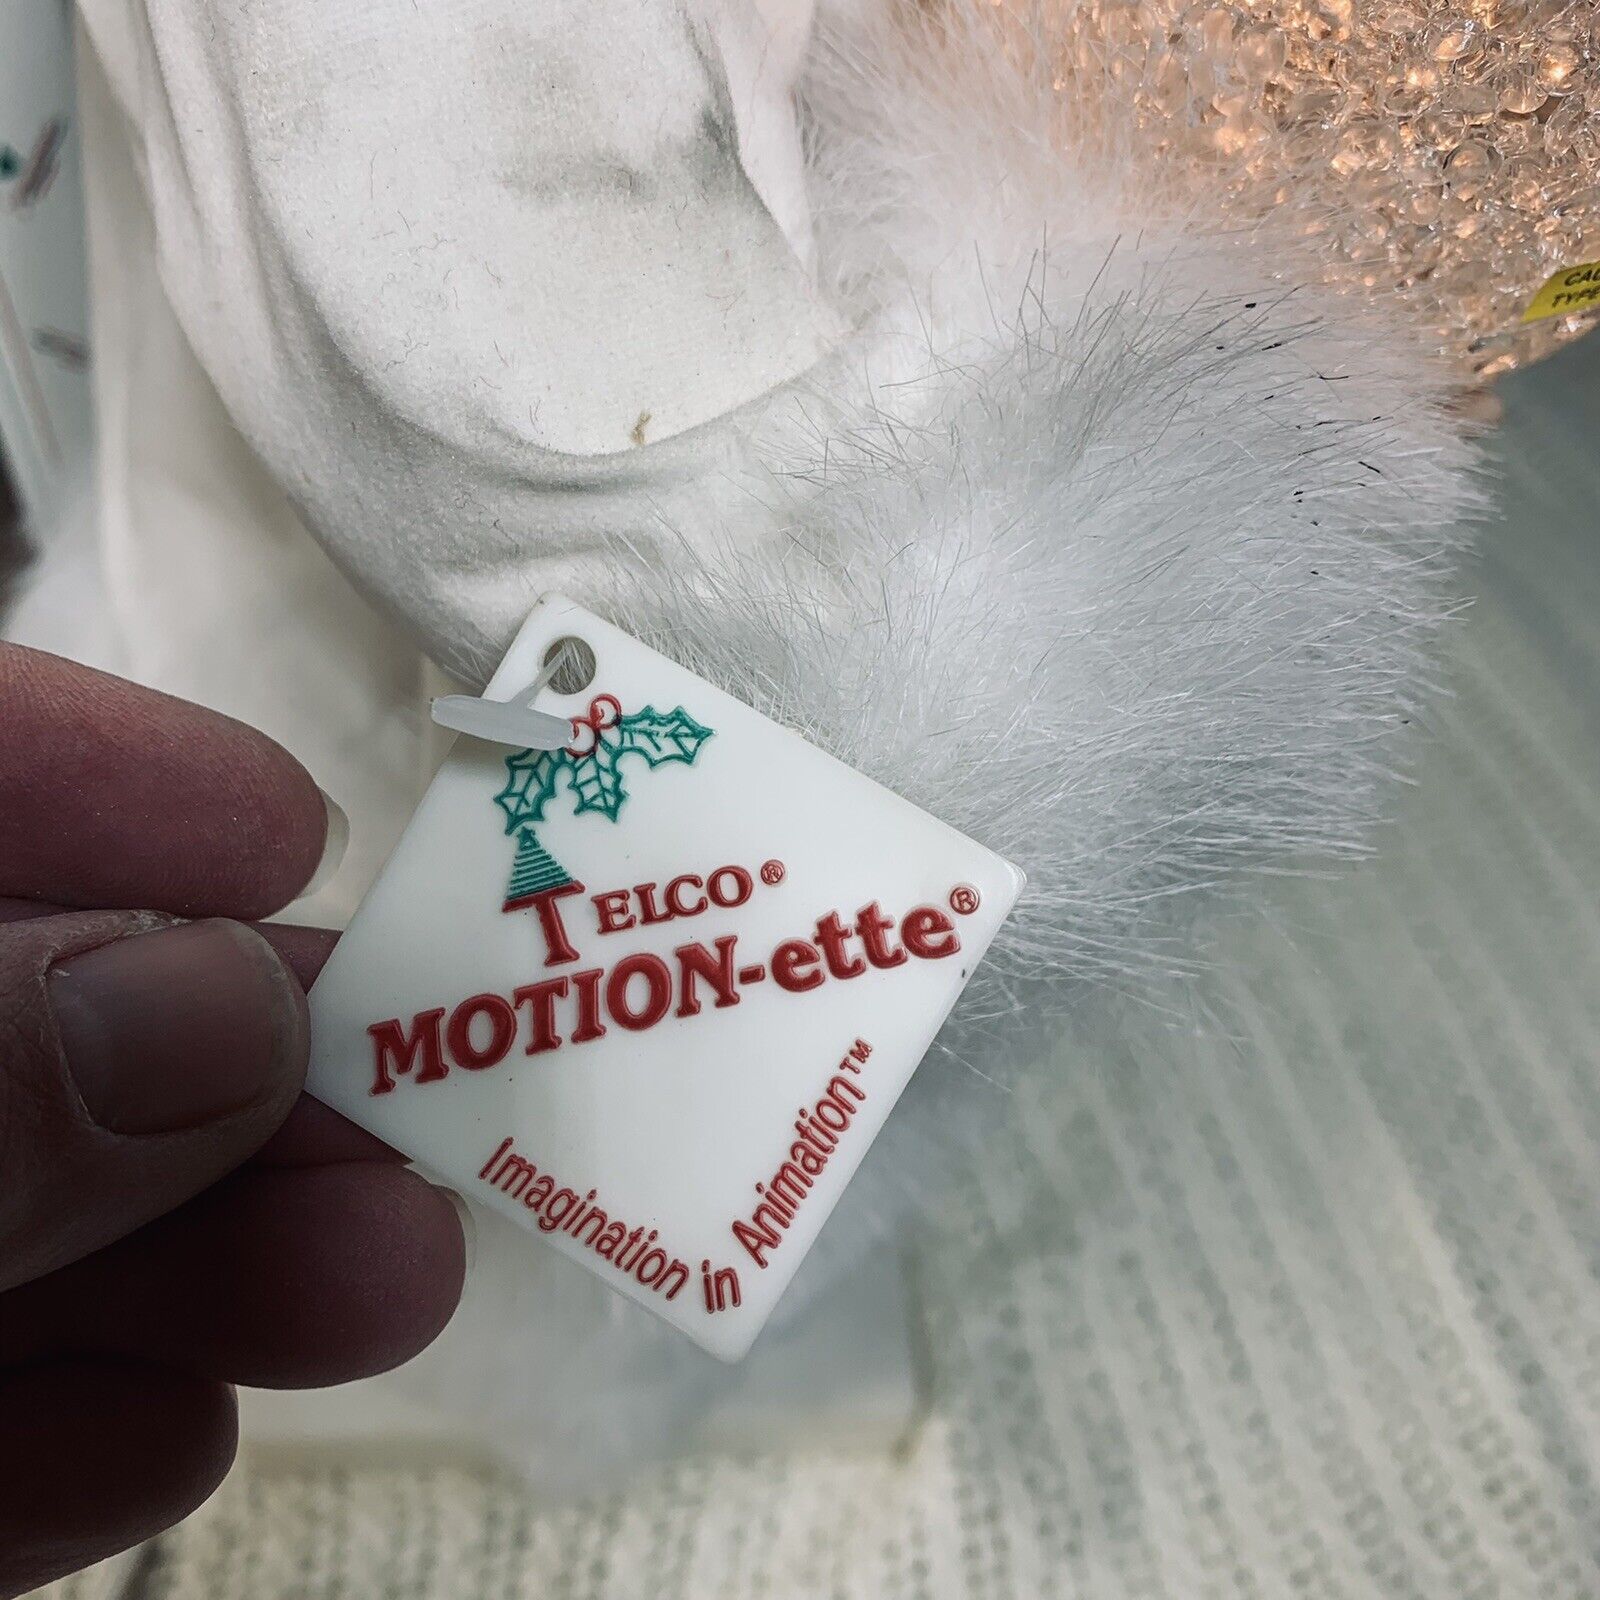 TELCO®
MOTION-ette®
Imagination in Animation™